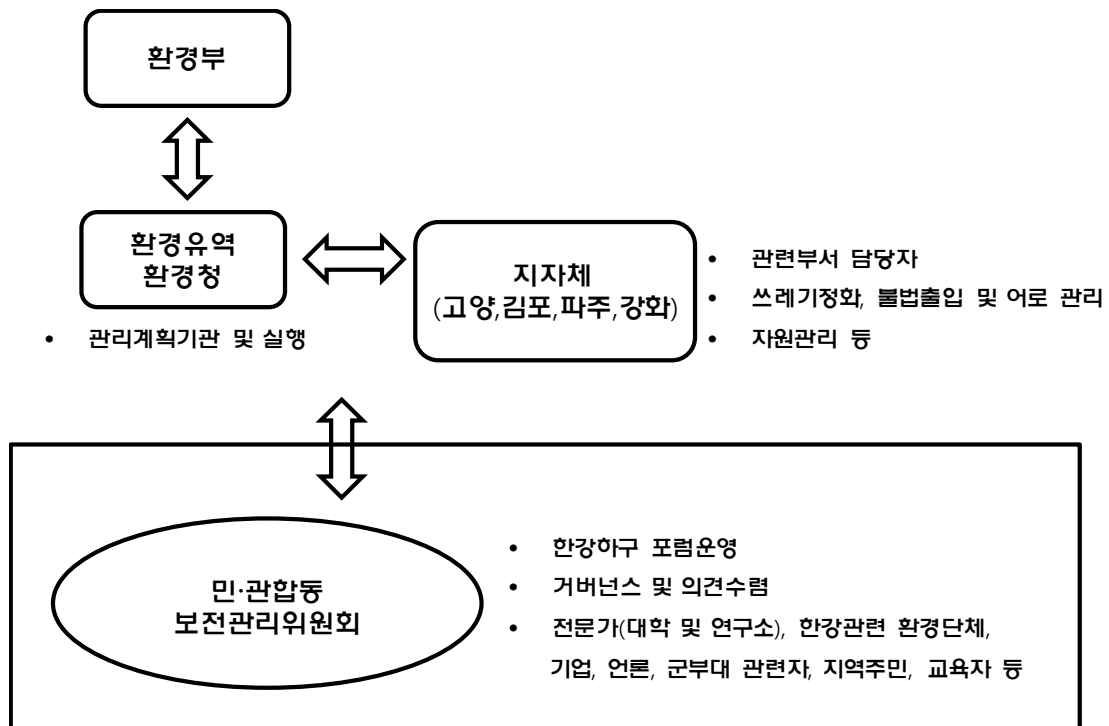 환경부
환경유역
환경청
• 관리계획기관 및 실행
지자체
(고양,김포,파주,강화)
• 관련부서 담당자
• 쓰레기정화, 불법출입 및 어로 관리
• 자원관리 등
민·관합동
보전관리위원회
• 한강하구 포럼운영
• 거버넌스 및 의견수렴
• 전문가(대학 및 연구소), 한강관련 환경단체,
기업, 언론, 군부대 관련자, 지역주민, 교육자 등